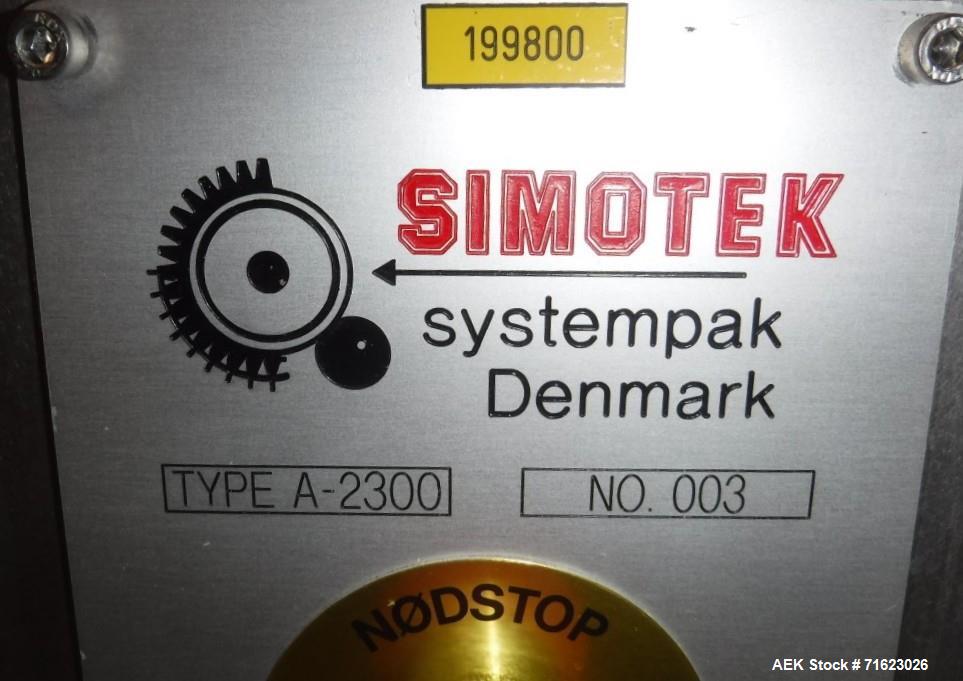 199800
SIMOTEK
systempak
Denmark
TYPE A-2300
NO. 003
NØDSTOP
AEK Stock # 71623026